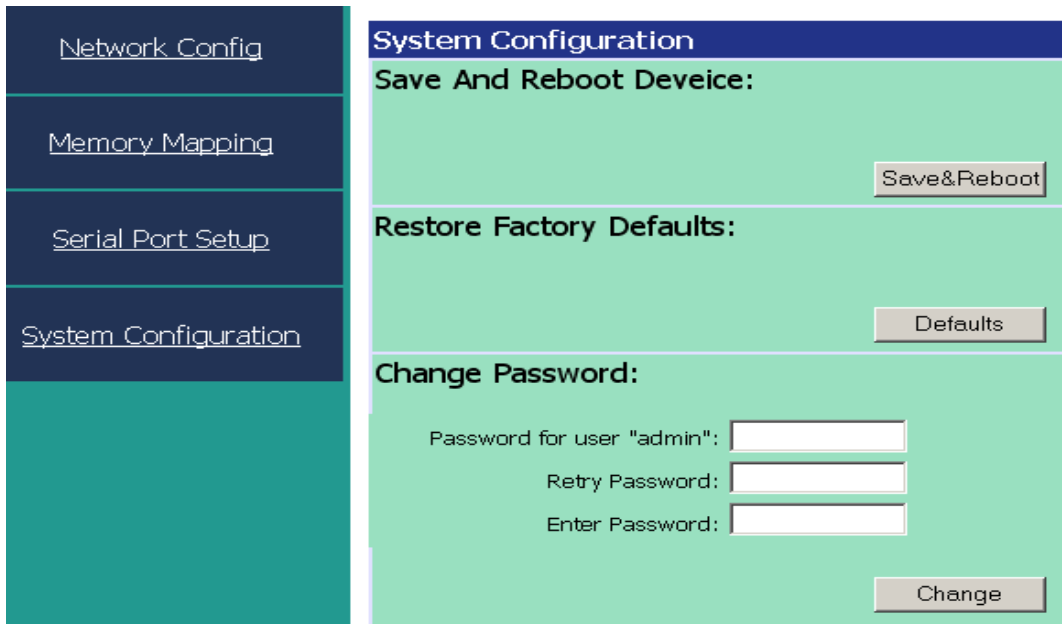 Network Config
Memory Mapping
Serial Port Setup
System Configuration
System Configuration
Save And Reboot Deveice:
Save&Reboot
Restore Factory Defaults:
Defaults
Change Password:
Password for user "admin":
Retry Password:
Enter Password:
Change